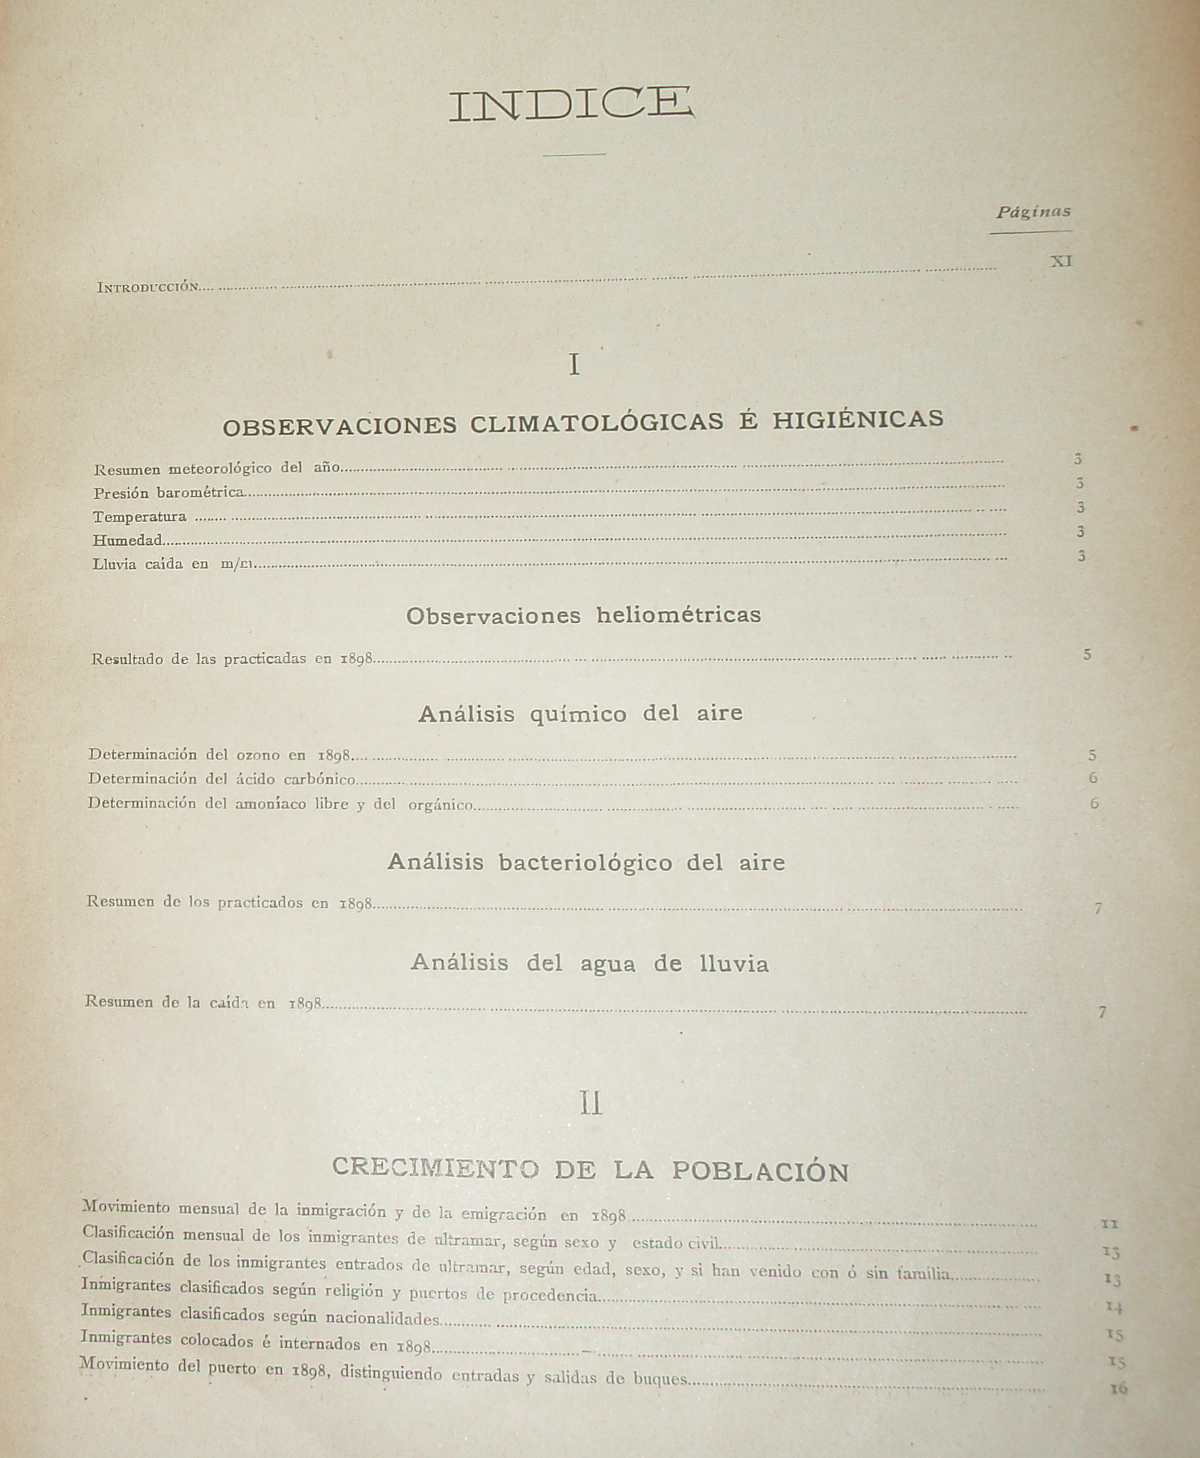 INDICE
Páginas
INTRODUCCIÓN.... XI
I
OBSERVACIONES CLIMATOLÓGICAS É HIGIÉNICAS
Resumen meteorológico del año.... 3
Presión barométrica.... 3
Temperatura .... 3
Humedad.... 3
Lluvia caída en m/m.... 3
Observaciones heliométricas
Resultado de las practicadas en 1898.... 5
Análisis químico del aire
Determinación del ozono en 1898.... 5
Determinación del ácido carbónico.... 6
Determinación del amoníaco libre y del orgánico.... 6
Análisis bacteriológico del aire
Resumen de los practicados en 1898.... 7
Análisis del agua de lluvia
Resumen de la caída en 1898.... 7
II
CRECIMIENTO DE LA POBLACIÓN
Movimiento mensual de la inmigración y de la emigración en 1898.... 11
Clasificación mensual de los inmigrantes de ultramar, según sexo y estado civil.... 13
Clasificación de los inmigrantes entrados de ultramar, según edad, sexo, y si han venido con ó sin familia.... 13
Inmigrantes clasificados según religión y puertos de procedencia.... 14
Inmigrantes clasificados según nacionalidades.... 15
Inmigrantes colocados é internados en 1898.... 15
Movimiento del puerto en 1898, distinguiendo entradas y salidas de buques.... 16